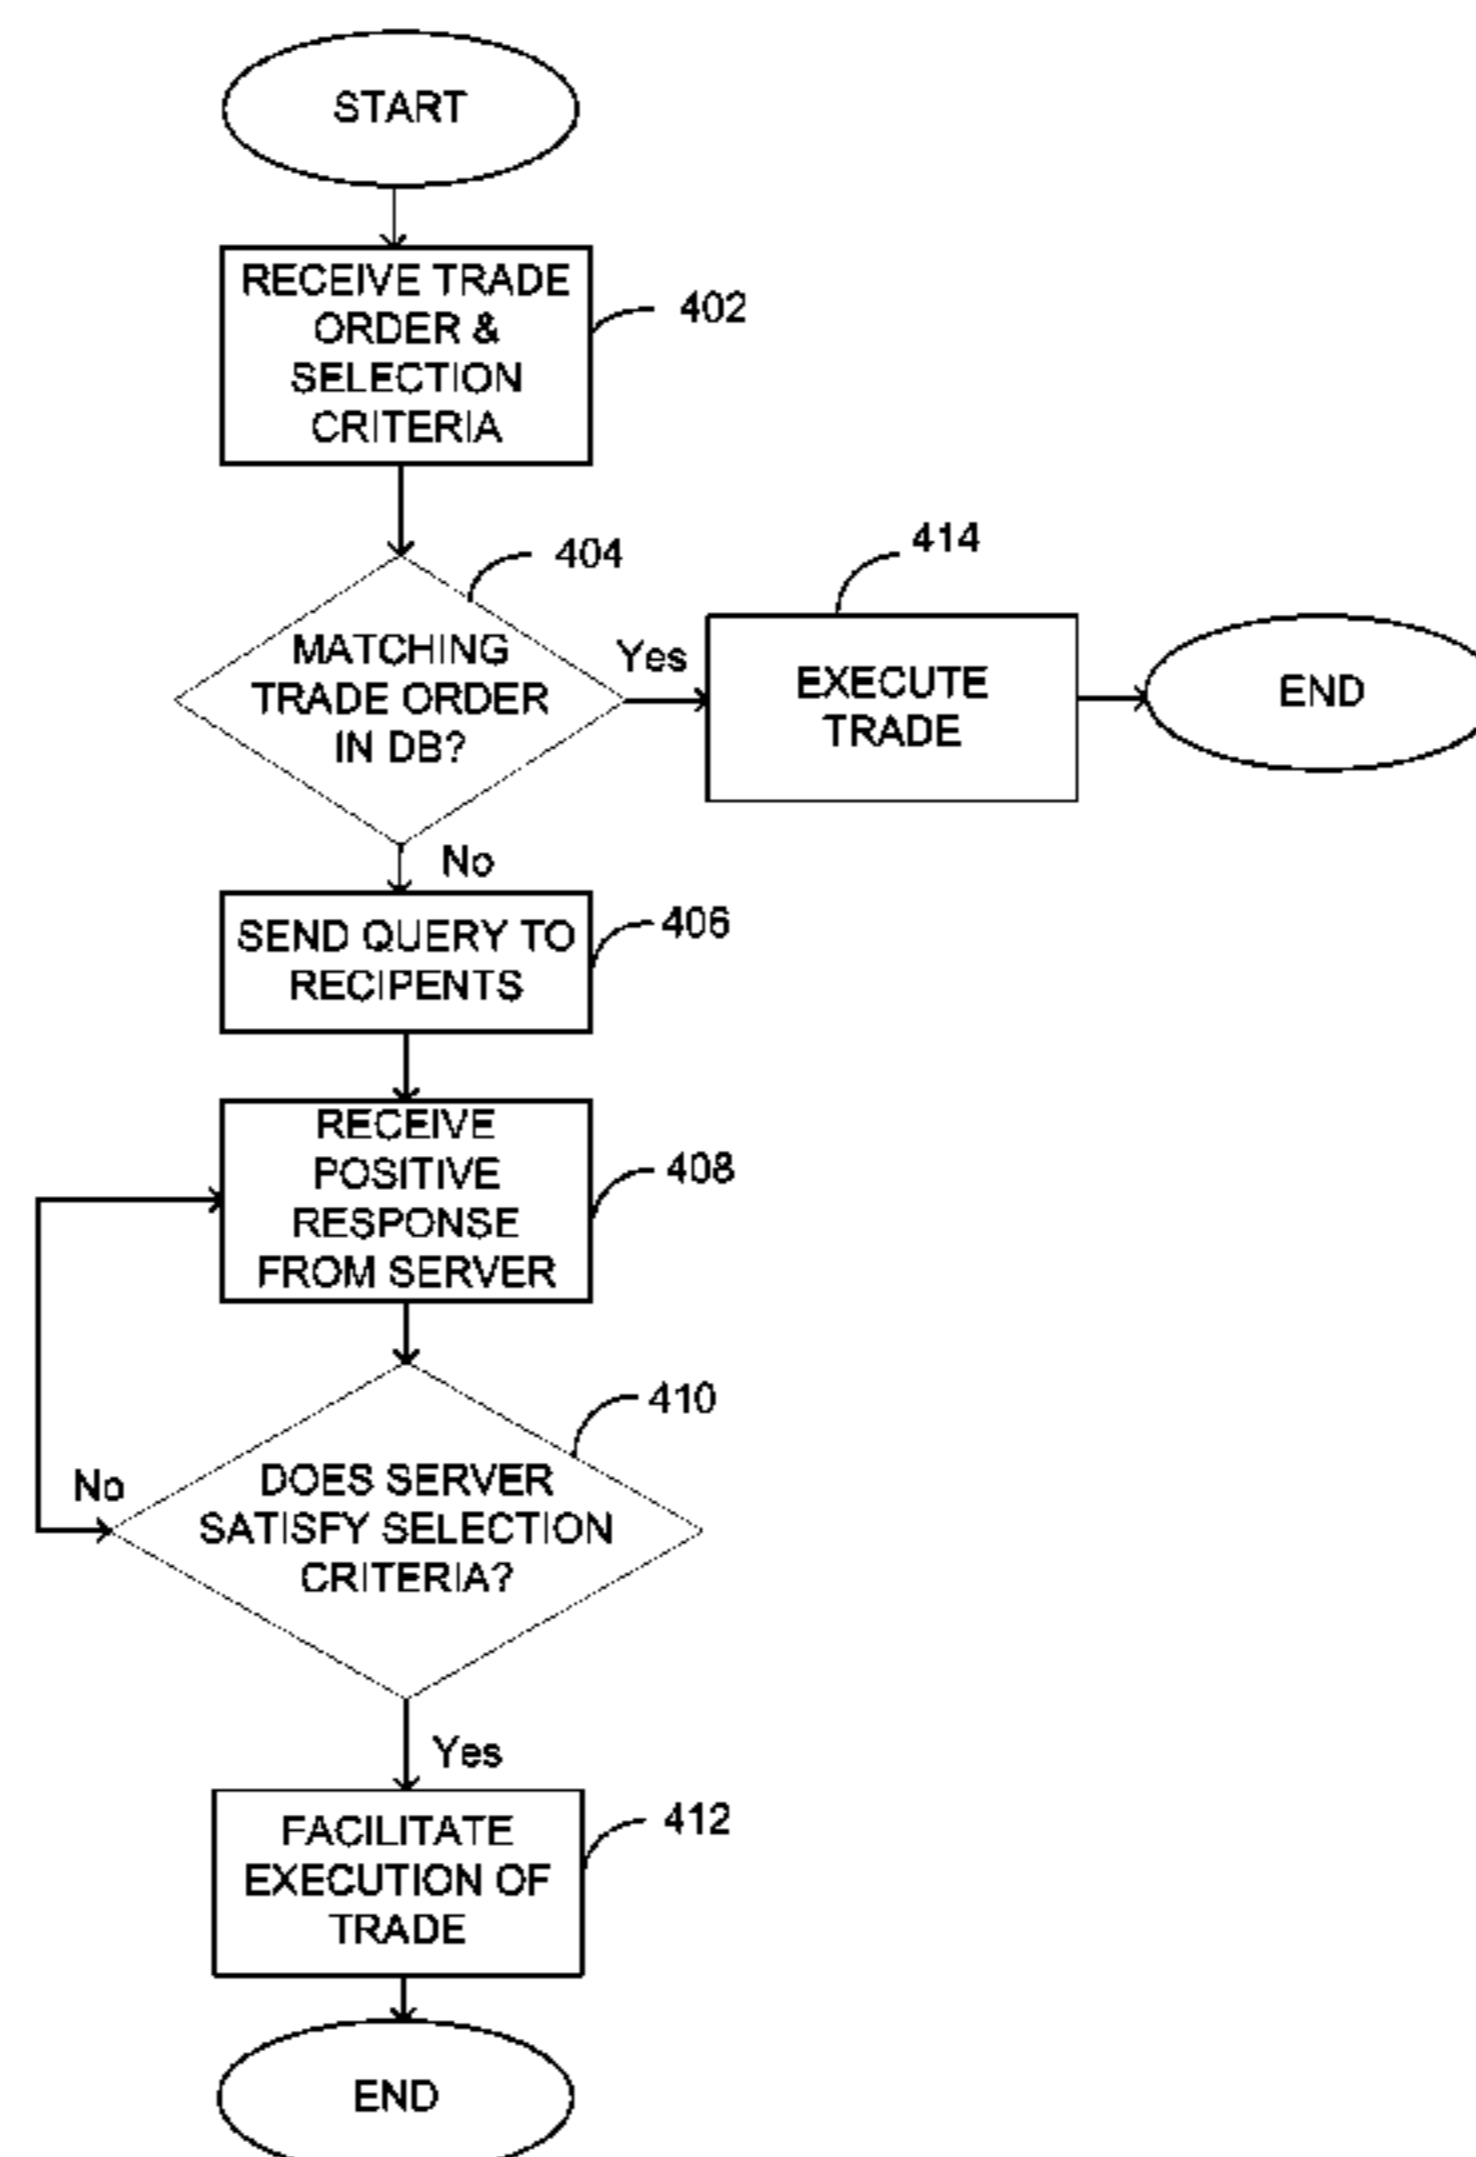 START
RECEIVE TRADE
ORDER &
SELECTION
CRITERIA
402
404
MATCHING
TRADE ORDER
IN DB?
Yes
414
EXECUTE
TRADE
END
No
SEND QUERY TO
RECIPENTS
406
RECEIVE
POSITIVE
RESPONSE
FROM SERVER
408
410
No
DOES SERVER
SATISFY SELECTION
CRITERIA?
Yes
FACILITATE
EXECUTION OF
TRADE
412
END